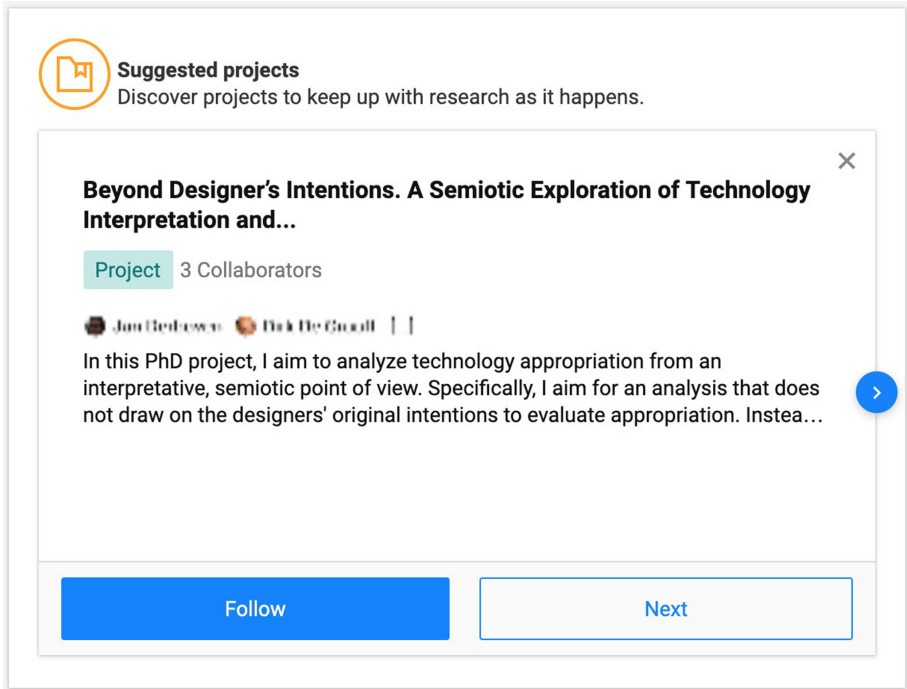 Suggested projects
Discover projects to keep up with research as it happens.
Beyond Designer’s Intentions. A Semiotic Exploration of Technology
Interpretation and...
Project 3 Collaborators
In this PhD project, I aim to analyze technology appropriation from an
interpretative, semiotic point of view. Specifically, I aim for an analysis that does
not draw on the designers' original intentions to evaluate appropriation. Instea...
Follow Next